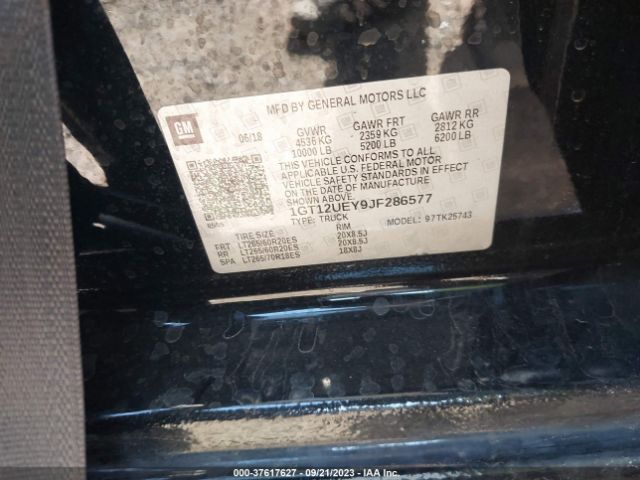 MFD BY GENERAL MOTORS LLC
GM
06/18
GVWR
4536 KG
10000 LB
GAWR FRT
2359 KG
5200 LB
GAWR RR
2812 KG
6200 LB
THIS VEHICLE CONFORMS TO ALL
APPLICABLE U.S. FEDERAL MOTOR
VEHICLE SAFETY STANDARDS IN
EFFECT ON THE DATE OF MANUFACTURE
SHOWN ABOVE.
1GT12UEY9JF286577
TYPE: TRUCK
MODEL: 97TK25743
TIRE SIZE RIM
FRT LT265/60R20ES 20X8.5J
RR LT265/60R20ES 20X8.5J
SPA LT265/70R18ES 18X8J
000-37617627 - 09/21/2023 - IAA Inc.